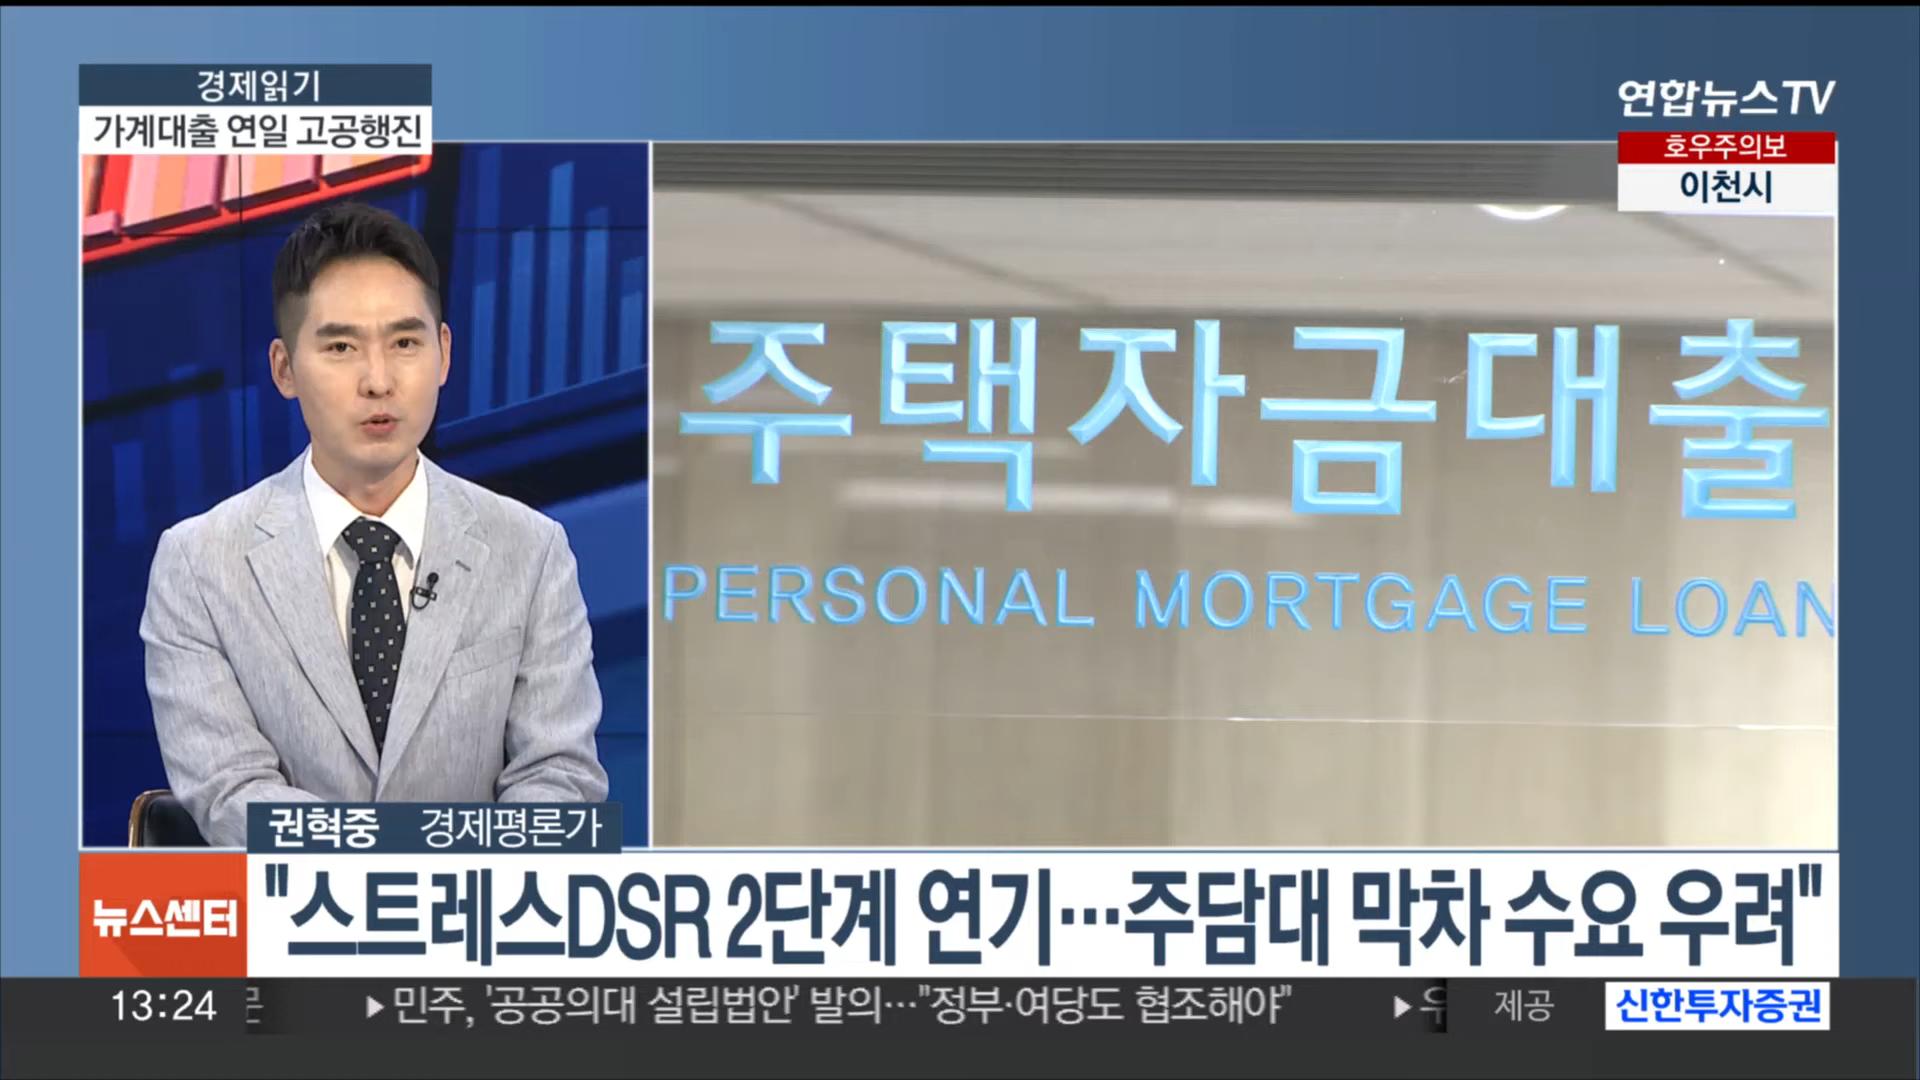 경제읽기
가계대출 연일 고공행진
연합뉴스TV
호우주의보
이천시
주택자금대출
PERSONAL MORTGAGE LOAN
권혁중 경제평론가
뉴스센터
"스트레스DSR 2단계 연기…주담대 막차 수요 우려"
13:24
▶민주, '공공의대 설립법안' 발의…"정부·여당도 협조해야"
▶
제공
신한투자증권